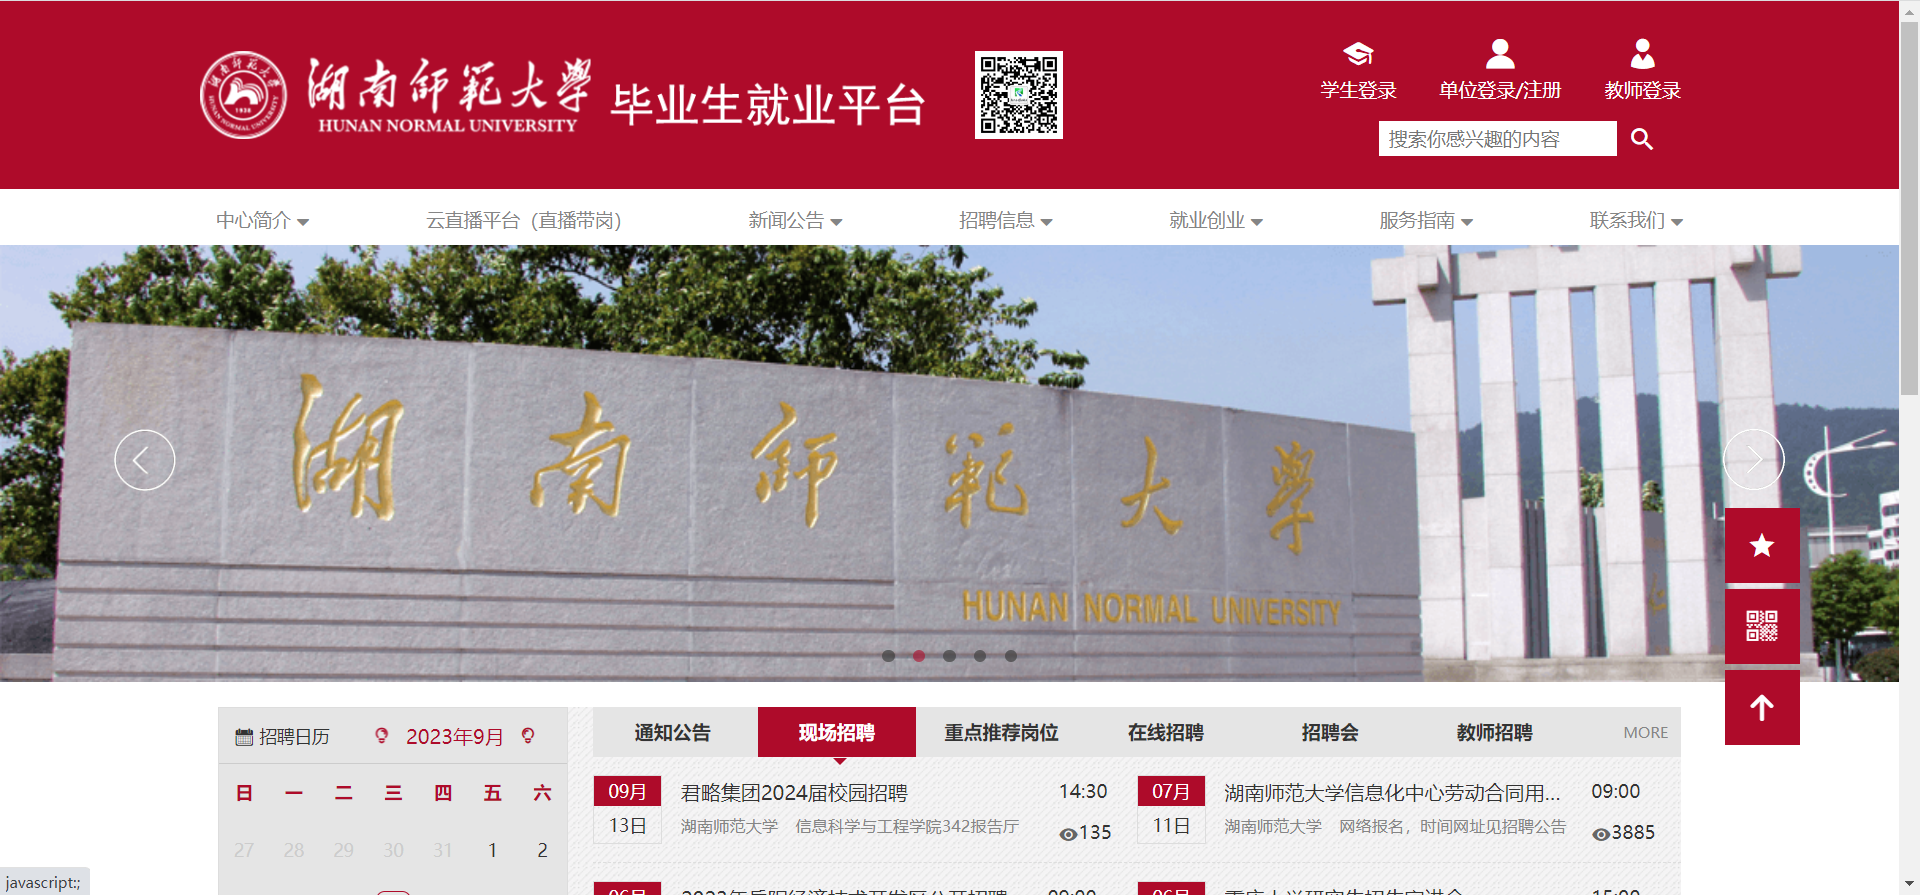 湖南师范大学
HUNAN NORMAL UNIVERSITY
1938
湖南師範大學
HUNAN NORMAL UNIVERSITY
毕业生就业平台
学生登录
单位登录/注册
教师登录
搜索你感兴趣的内容
中心简介
云直播平台（直播带岗）
新闻公告
招聘信息
就业创业
服务指南
联系我们
湖南師範大學
HUNAN NORMAL UNIVERSITY
招聘日历
2023年9月
日 一 二 三 四 五 六
27 28 29 30 31 1 2
通知公告
现场招聘
重点推荐岗位
在线招聘
招聘会
教师招聘
MORE
09月
13日
君略集团2024届校园招聘
14:30
湖南师范大学 信息科学与工程学院342报告厅
135
07月
11日
湖南师范大学信息化中心劳动合同用...
09:00
湖南师范大学 网络报名，时间网址见招聘公告
3885
javascript:;